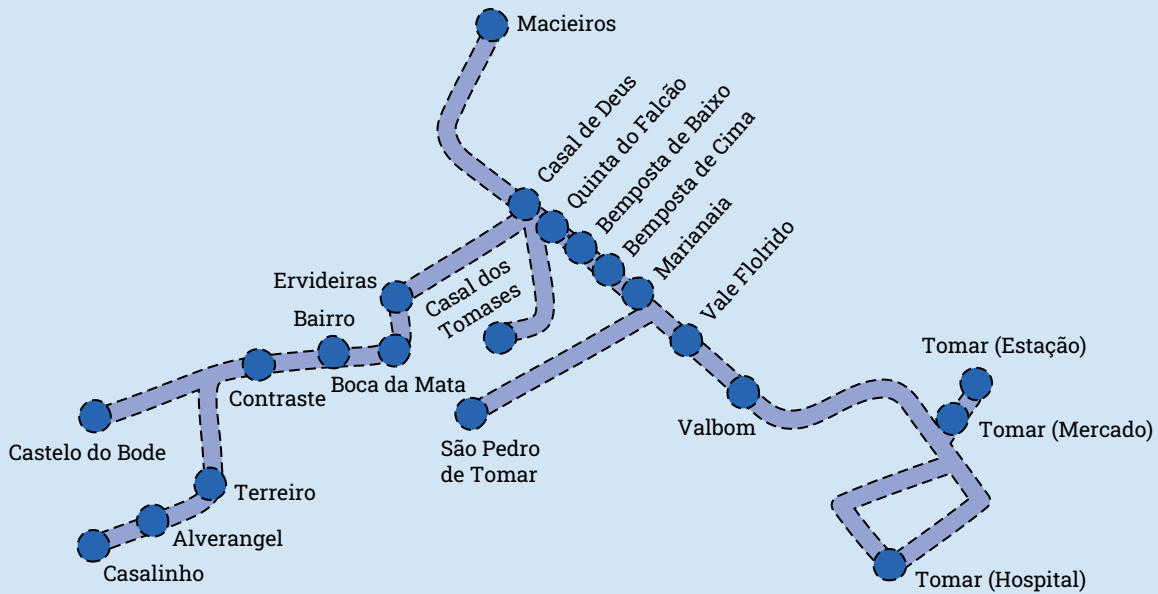 Macieiros
Casal de Deus
Quinta do Falcão
Bemposta de Baixo
Bemposta de Cima
Marianaia
Vale Flolrido
Ervideiras
Casal dos
Tomases
Bairro
Boca da Mata
Contraste
Castelo do Bode
Terreiro
Alverangel
Casalinho
São Pedro
de Tomar
Valbom
Tomar (Estação)
Tomar (Mercado)
Tomar (Hospital)